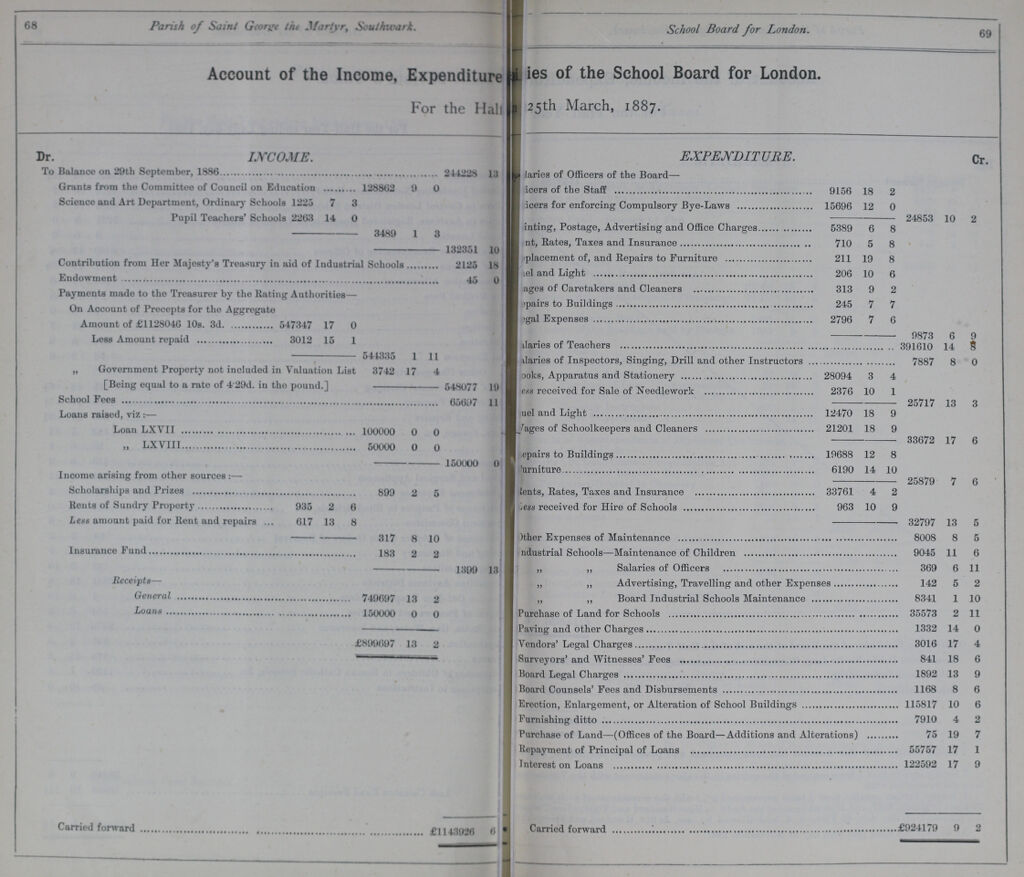 68
Parish of Saint George the Martyr, Southwark.
Account of the Income, Expenditure
For the Hal
Dr. INCOME.
To Balance on 29th September, 1886 244228 13
Grants from the Committee of Council on Education 128862 9 0
Science and Art Department, Ordinary Schools 1225 7 3
Pupil Teachers' Schools 2263 14 0
3489 1 3
132351 10
Contribution from Her Majesty's Treasury in aid of Industrial Schools 2125 18
Endowment 45 0
Payments made to the Treasurer by the Rating Authorities—
On Account of Precepts for the Aggregate
Amount of £1128046 10s. 3d. 547347 17 0
Less Amount repaid 3012 15 1
544335 1 11
„ Government Property not included in Valuation List 3742 17 4
[Being equal to a rate of 4·29d. in the pound.] 548077 19
School Fees 65697 11
Loans raised, viz :—
Loan LXVII 100000 0 0
„ LXVIII 50000 0 0
150000 0
Income arising from other sources :—
Scholarships and Prizes 899 2 5
Rents of Sundry Property 935 2 6
Less amount paid for Rent and repairs 617 13 8
317 8 10
Insurance Fund 183 2 2
1399 13
Receipts—
General 749697 13 2
Loans 150000 0 0
£899697 13 2
Carried forward £1143926 6
School Board for London.
69
ies of the School Board for London.
25th March, 1887.
EXPENDITURE. Cr.
laries of Officers of the Board—
icers of the Staff 9156 18 2
icers for enforcing Compulsory Bye-Laws 15696 12 0
24853 10 2
inting, Postage, Advertising and Office Charges 5389 6 8
nt, Rates, Taxes and Insurance 710 5 8
placement of, and Repairs to Furniture 211 19 8
el and Light 206 10 6
ages of Caretakers and Cleaners 313 9 2
epairs to Buildings 245 7 7
egal Expenses 2796 7 6
9873 6 9
alaries of Teachers 391610 14 8
alaries of Inspectors, Singing, Drill and other Instructors 7887 8 0
ooks, Apparatus and Stationery 28094 3 4
ess received for Sale of Needlework 2376 10 1
25717 13 3
uel and Light 12470 18 9
ages of Schoolkeepers and Cleaners 21201 18 9
33672 17 6
epairs to Buildings 19688 12 8
urniture 6190 14 10
25879 7 6
ents, Rates, Taxes and Insurance 33761 4 2
Less received for Hire of Schools 963 10 9
32797 13 5
Other Expenses of Maintenance 8008 8 5
ndustrial Schools—Maintenance of Children 9045 11 6
„ „ Salaries of Officers 369 6 11
„ „ Advertising, Travelling and other Expenses 142 5 2
„ „ Board Industrial Schools Maintenance 8341 1 10
Purchase of Land for Schools 35573 2 11
Paving and other Charges 1332 14 0
Vendors' Legal Charges 3016 17 4
Surveyors' and Witnesses' Fees 841 18 6
Board Legal Charges 1892 13 9
Board Counsels' Fees and Disbursements 1168 8 6
Erection, Enlargement, or Alteration of School Buildings 115817 10 6
Furnishing ditto 7910 4 2
Purchase of Land—(Offices of the Board—Additions and Alterations) 75 19 7
Repayment of Principal of Loans 55757 17 1
Interest on Loans 122592 17 9
Carried forward £924179 9 2